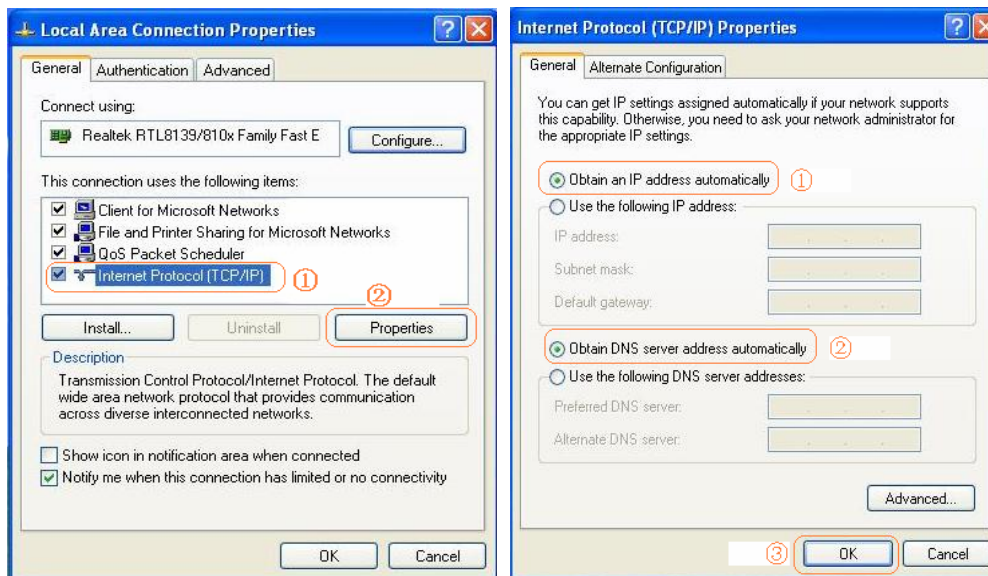 Local Area Connection Properties
General Authentication Advanced
Connect using:
Realtek RTL8139/810x Family Fast E Configure...
This connection uses the following items:
Client for Microsoft Networks
File and Printer Sharing for Microsoft Networks
QoS Packet Scheduler
Internet Protocol (TCP/IP) ①
②
Install... Uninstall Properties
Description
Transmission Control Protocol/Internet Protocol. The default
wide area network protocol that provides communication
across diverse interconnected networks.
Show icon in notification area when connected
Notify me when this connection has limited or no connectivity
OK Cancel
Internet Protocol (TCP/IP) Properties
General Alternate Configuration
You can get IP settings assigned automatically if your network supports
this capability. Otherwise, you need to ask your network administrator for
the appropriate IP settings.
Obtain an IP address automatically ①
Use the following IP address:
IP address:
Subnet mask:
Default gateway:
Obtain DNS server address automatically ②
Use the following DNS server addresses:
Preferred DNS server:
Alternate DNS server:
Advanced...
③ OK Cancel